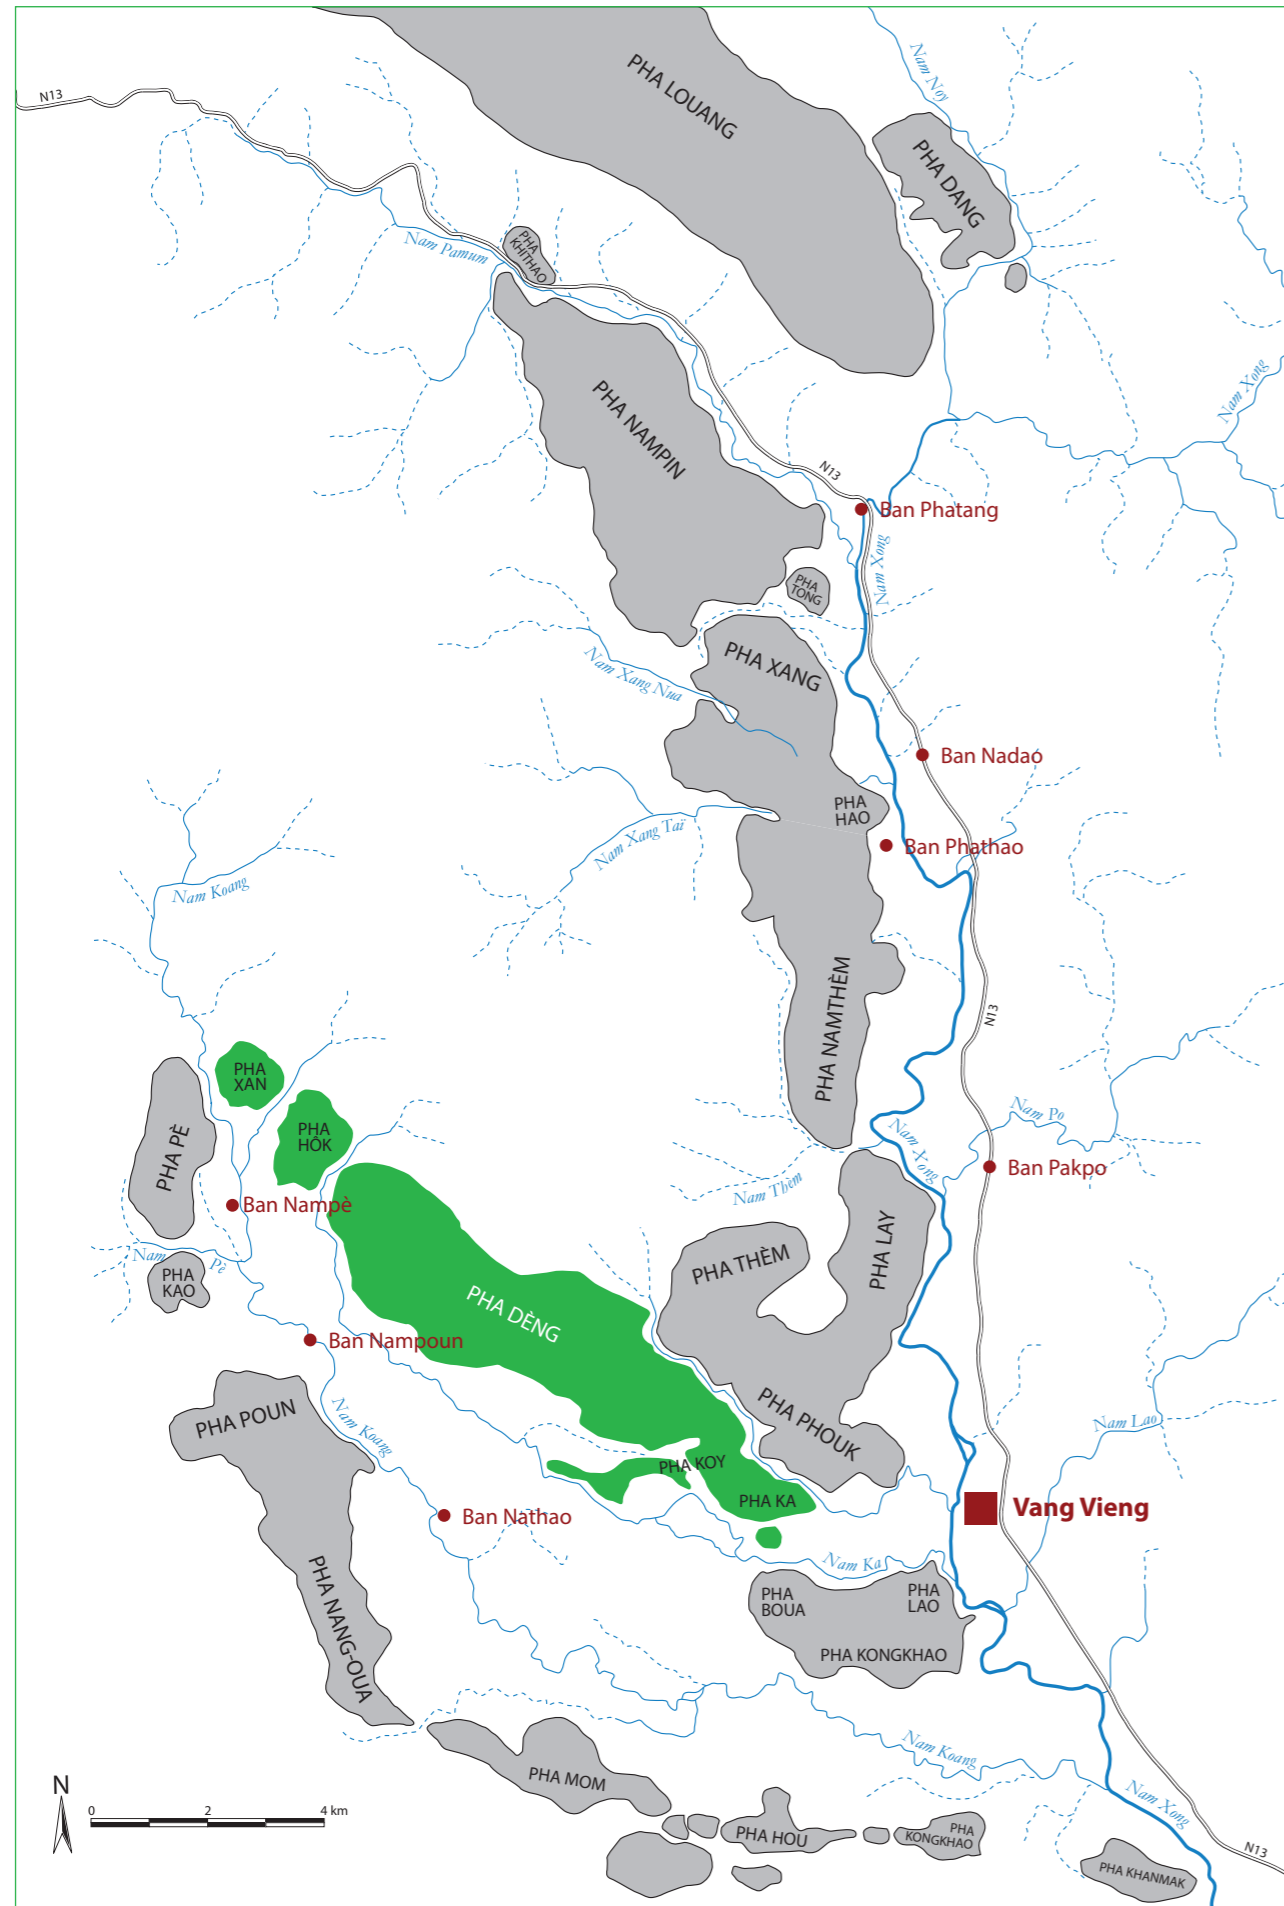 N13
PHA LOUANG
Nam Noy
PHA DANG
PHA
KHITHAO
Nam Pamum
PHA NAMPIN
Nam Xong
N13
Ban Phatang
Nam Xong
PHA
TONG
PHA XANG
Nam Xang Nua
Ban Nadao
PHA
HAO
Nam Xang Taï
Ban Phathao
Nam Koang
PHA NAMTHÈM
N13
PHA
XAN
PHA
HÔK
PHA PÈ
Nam Po
Nam Xong
Ban Pakpo
Nam Thèm
Ban Nampè
PHA LAY
PHA THÈM
Nam Pè
PHA
KAO
PHA DÈNG
Ban Nampoun
PHA POUN
Nam Koang
PHA PHOUK
Nam Lao
PHA KOY
PHA KA
Vang Vieng
Ban Nathao
Nam Ka
PHA
BOUA
PHA
LAO
PHA NANG-OUA
PHA KONGKHAO
Nam Koang
PHA MOM
N
0 2 4 km
Nam Xong
PHA HOU
PHA
KONGKHAO
N13
PHA KHANMAK